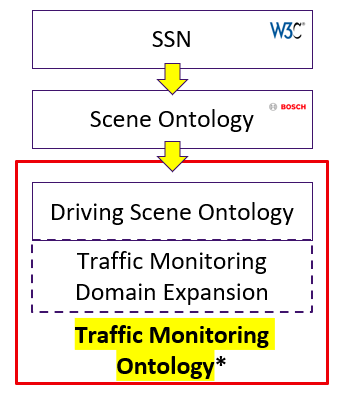 SSN
W3C®
Scene Ontology
BOSCH
Driving Scene Ontology
Traffic Monitoring
Domain Expansion
Traffic Monitoring
Ontology*